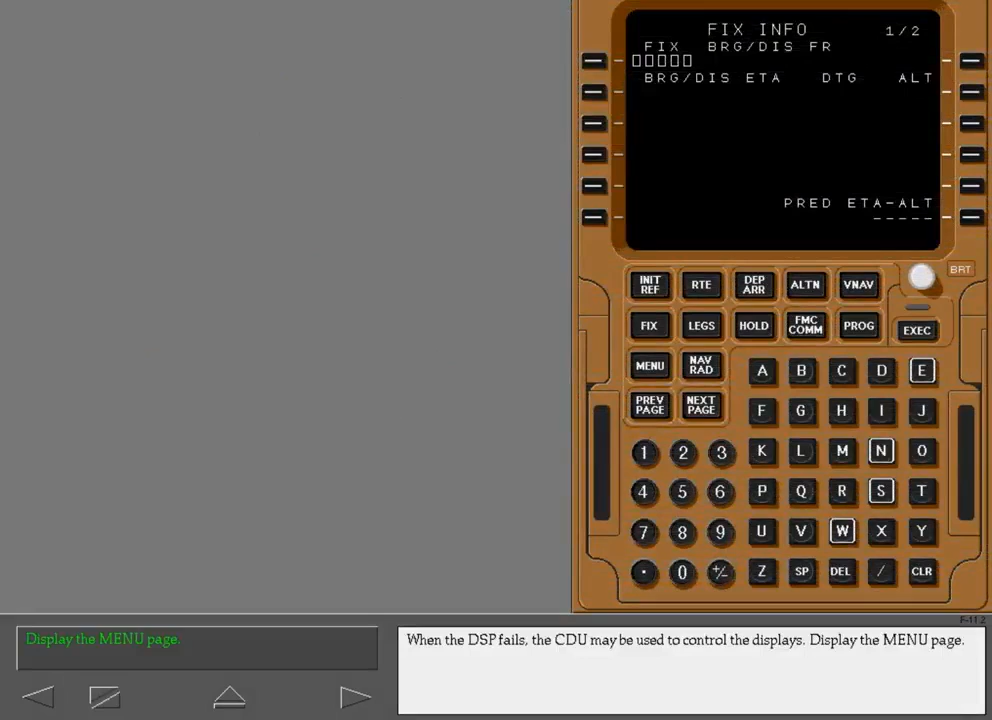 FIX INFO 1/2
FIX BRG/DIS FR
BRG/DIS ETA DTG ALT
PRED ETA-ALT
-----
BRT
INIT REF RTE DEP ARR ALTN VNAV
FIX LEGS HOLD FMC COMM PROG EXEC
MENU NAV RAD
PREV PAGE NEXT PAGE
A B C D E
F G H I J
1 2 3 K L M N O
4 5 6 P Q R S T
7 8 9 U V W X Y
. 0 +/- Z SP DEL / CLR
F-11.2
Display the MENU page.
When the DSP fails, the CDU may be used to control the displays. Display the MENU page.